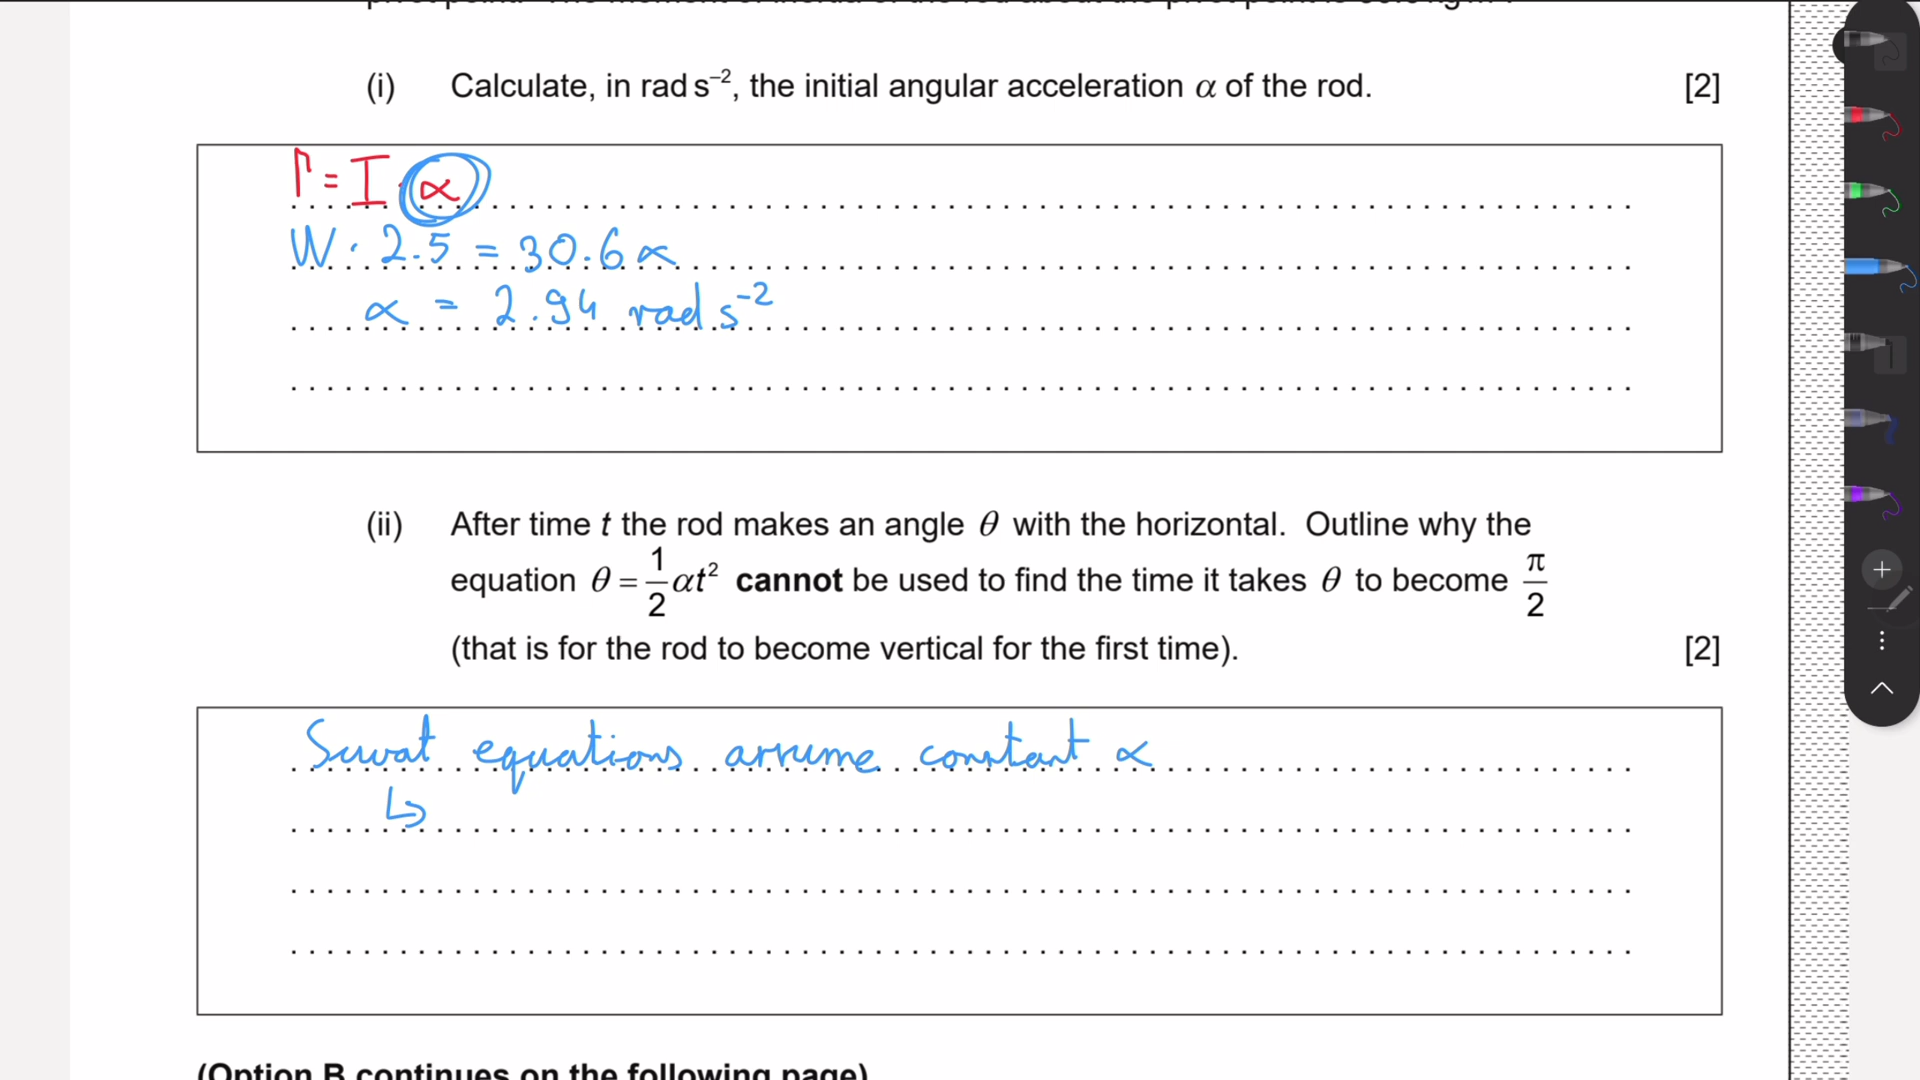 (i) Calculate, in rad s⁻², the initial angular acceleration α of the rod. [2]
Γ = I · α
W · 2.5 = 30.6 α
α = 2.94 rad s⁻²
(ii) After time t the rod makes an angle θ with the horizontal. Outline why the
equation θ = 1/2 αt² cannot be used to find the time it takes θ to become π/2
(that is for the rod to become vertical for the first time). [2]
Suvat equations assume constant α
↳
(Option B continues on the following page)